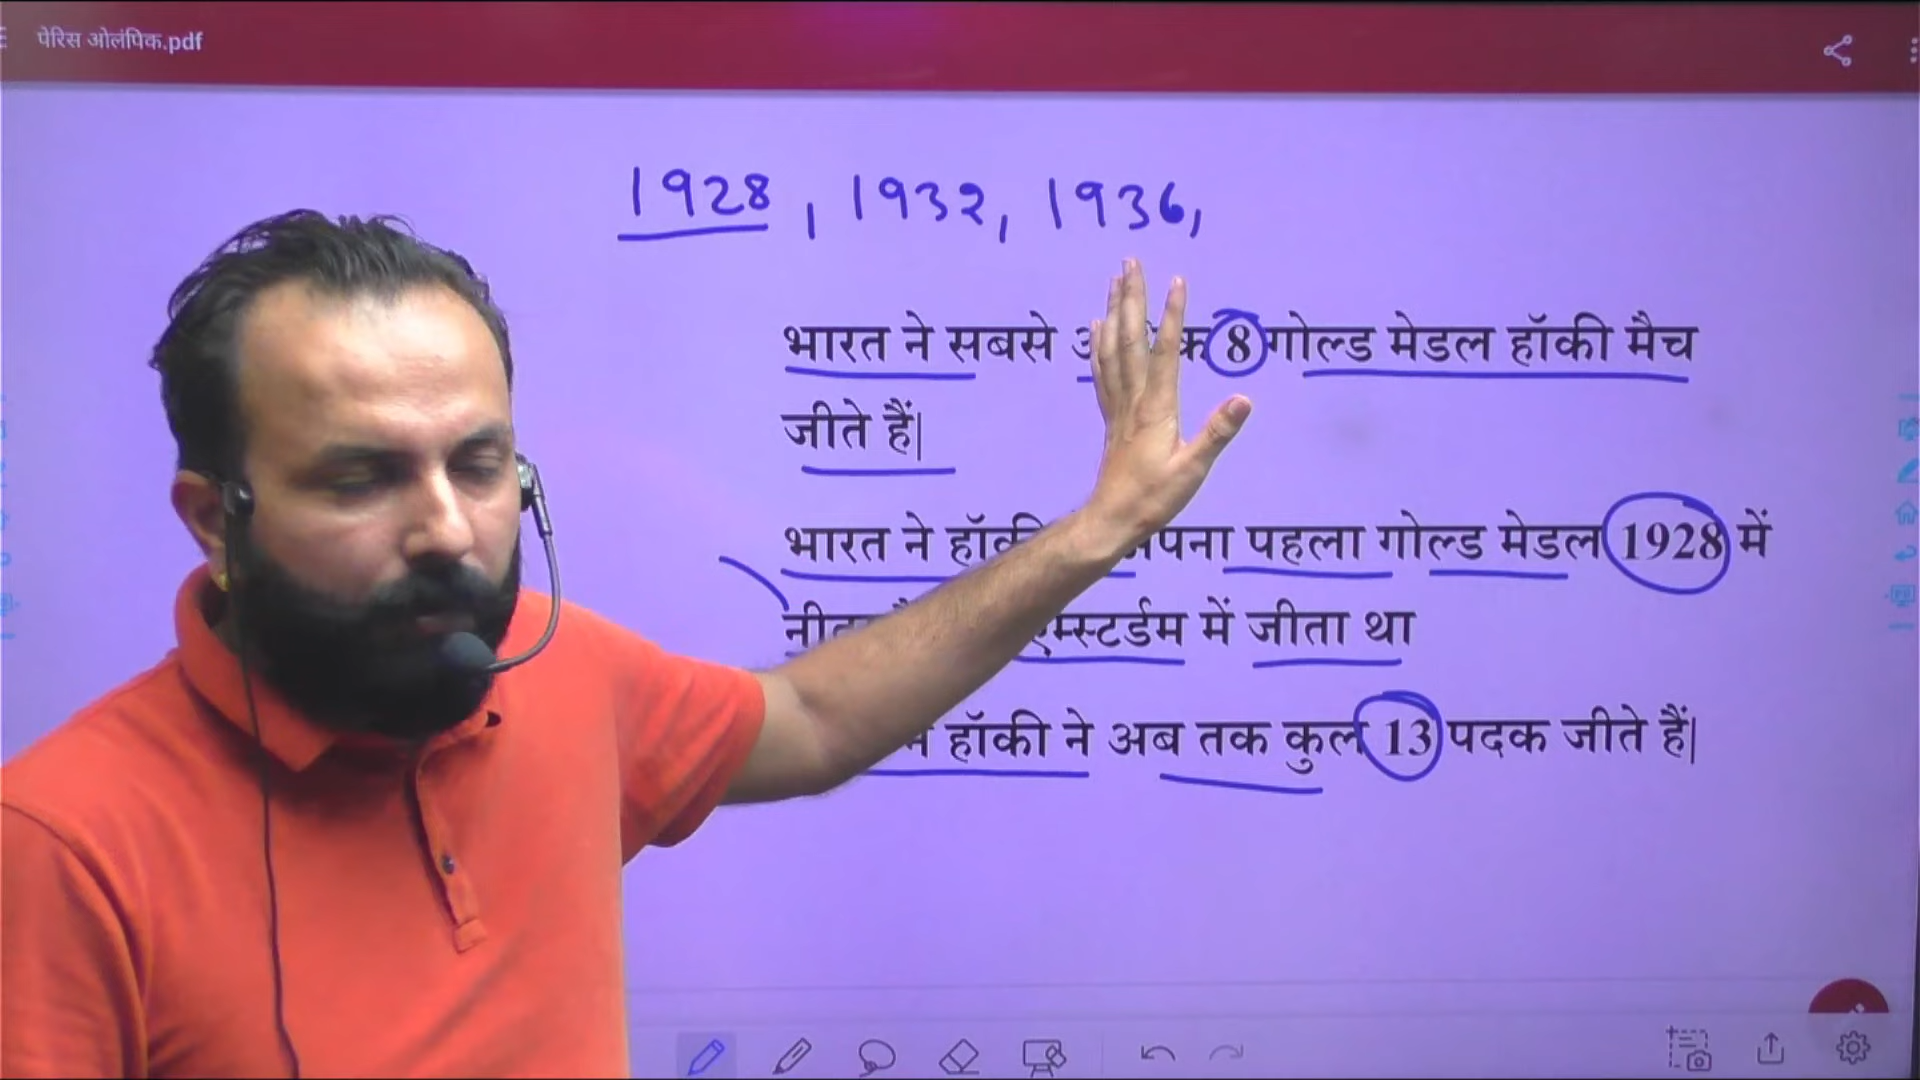 पेरिस ओलंपिक.pdf
1928, 1932, 1936,
भारत ने सबसे 8 गोल्ड मेडल हॉकी मैच
जीते हैं|
भारत ने पहला गोल्ड मेडल 1928 में
एम्स्टर्डम में जीता था
हॉकी ने अब तक कुल 13 पदक जीते हैं|